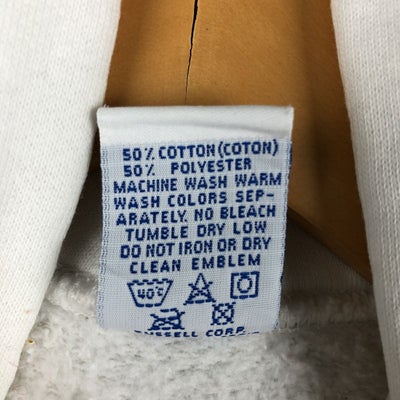 50% COTTON (COTON)
50% POLYESTER
MACHINE WASH WARM
WASH COLORS SEP-
ARATELY. NO BLEACH
TUMBLE DRY LOW
DO NOT IRON OR DRY
CLEAN EMBLEM
40°C
RUSSELL CORP.